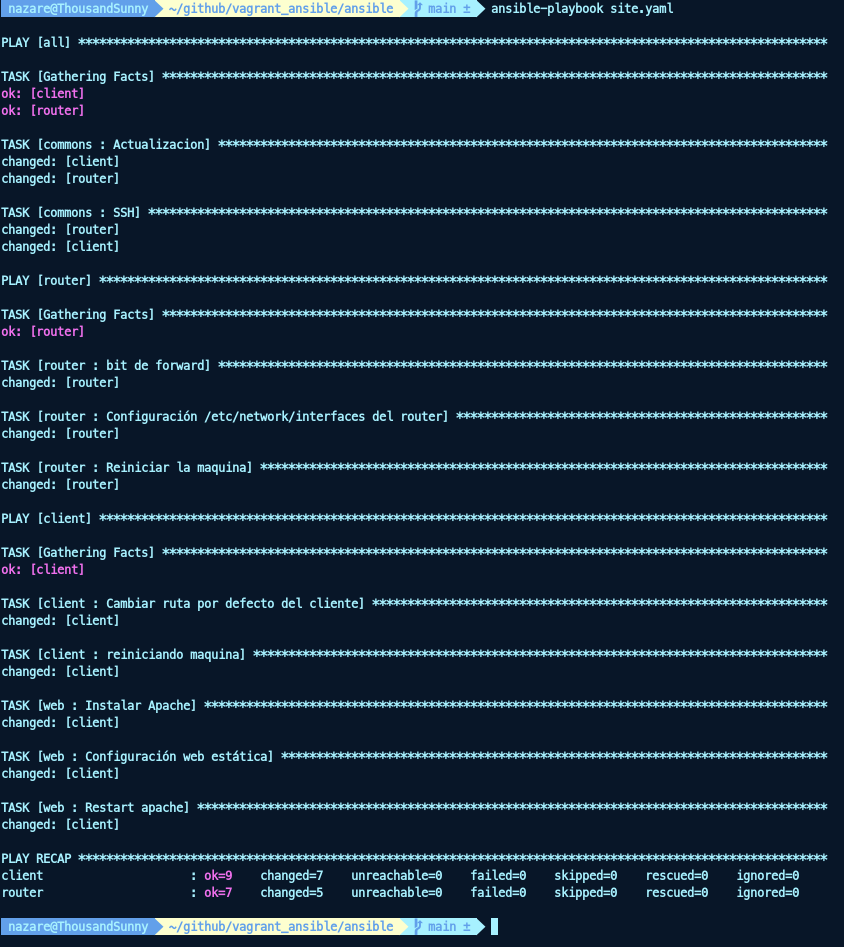 nazare@ThousandSunny ~/github/vagrant_ansible/ansible main ± ansible-playbook site.yaml
PLAY [all] ***********************************************************************************************************
TASK [Gathering Facts] ***********************************************************************************************
ok: [client]
ok: [router]
TASK [commons : Actualizacion] ***************************************************************************************
changed: [client]
changed: [router]
TASK [commons : SSH] *************************************************************************************************
changed: [router]
changed: [client]
PLAY [router] ********************************************************************************************************
TASK [Gathering Facts] ***********************************************************************************************
ok: [router]
TASK [router : bit de forward] ***************************************************************************************
changed: [router]
TASK [router : Configuración /etc/network/interfaces del router] *****************************************************
changed: [router]
TASK [router : Reiniciar la maquina] *********************************************************************************
changed: [router]
PLAY [client] ********************************************************************************************************
TASK [Gathering Facts] ***********************************************************************************************
ok: [client]
TASK [client : Cambiar ruta por defecto del cliente] *****************************************************************
changed: [client]
TASK [client : reiniciando maquina] **********************************************************************************
changed: [client]
TASK [web : Instalar Apache] *****************************************************************************************
changed: [client]
TASK [web : Configuración web estática] ******************************************************************************
changed: [client]
TASK [web : Restart apache] ******************************************************************************************
changed: [client]
PLAY RECAP ***********************************************************************************************************
client                     : ok=9    changed=7    unreachable=0    failed=0    skipped=0    rescued=0    ignored=0
router                     : ok=7    changed=5    unreachable=0    failed=0    skipped=0    rescued=0    ignored=0
nazare@ThousandSunny ~/github/vagrant_ansible/ansible main ±